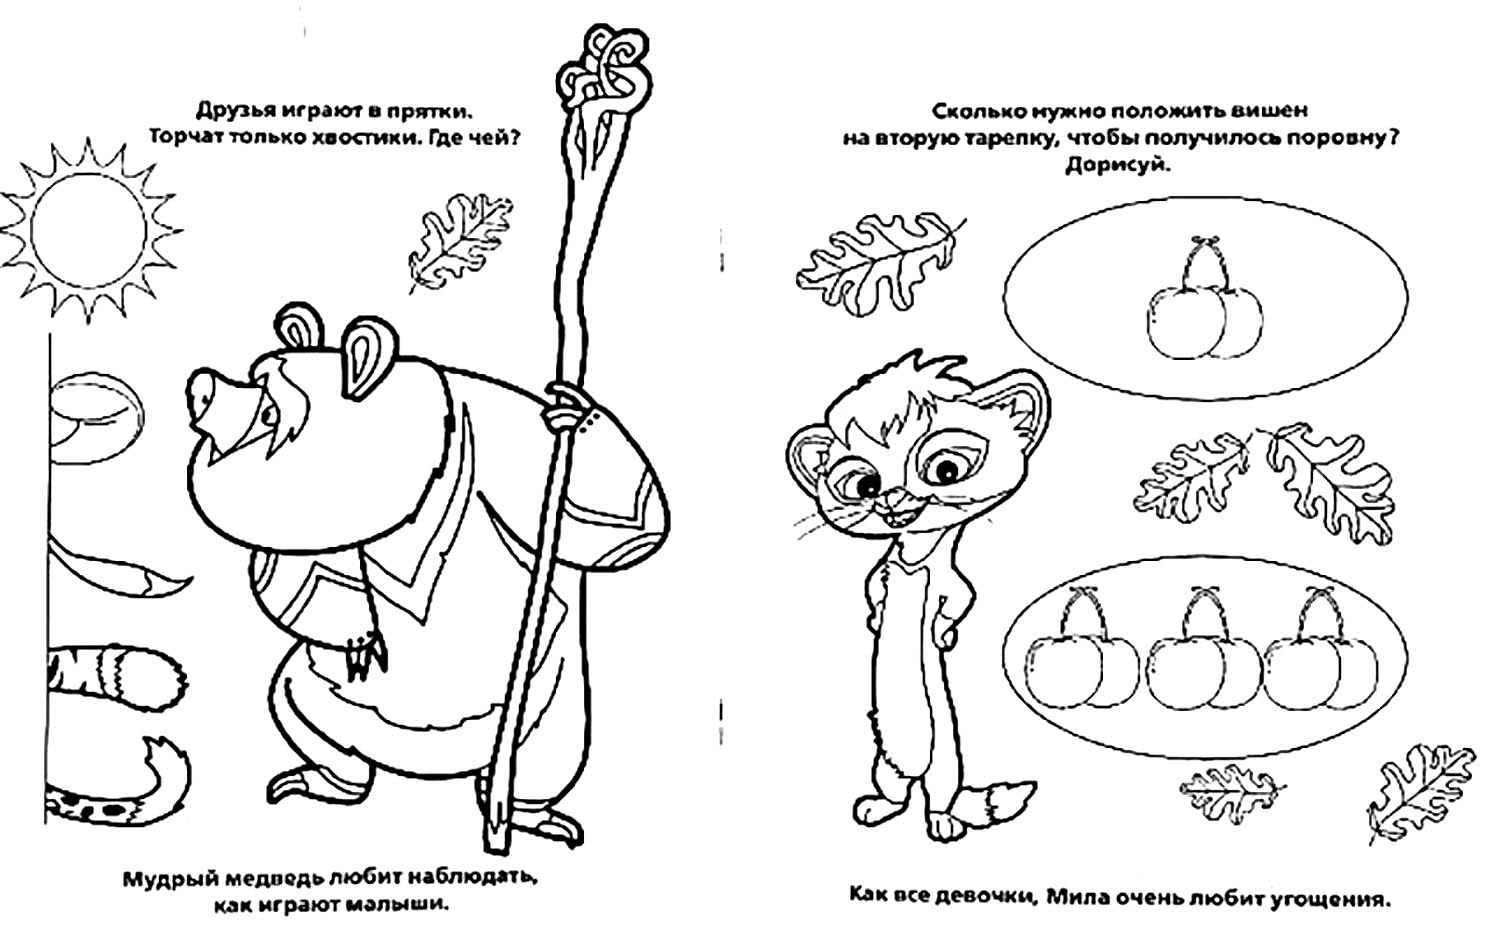 Друзья играют в прятки.
Торчат только хвостики. Где чей?
Мудрый медведь любит наблюдать,
как играют малыши.
Сколько нужно положить вишен
на вторую тарелку, чтобы получилось поровну?
Дорисуй.
Как все девочки, Мила очень любит угощения.